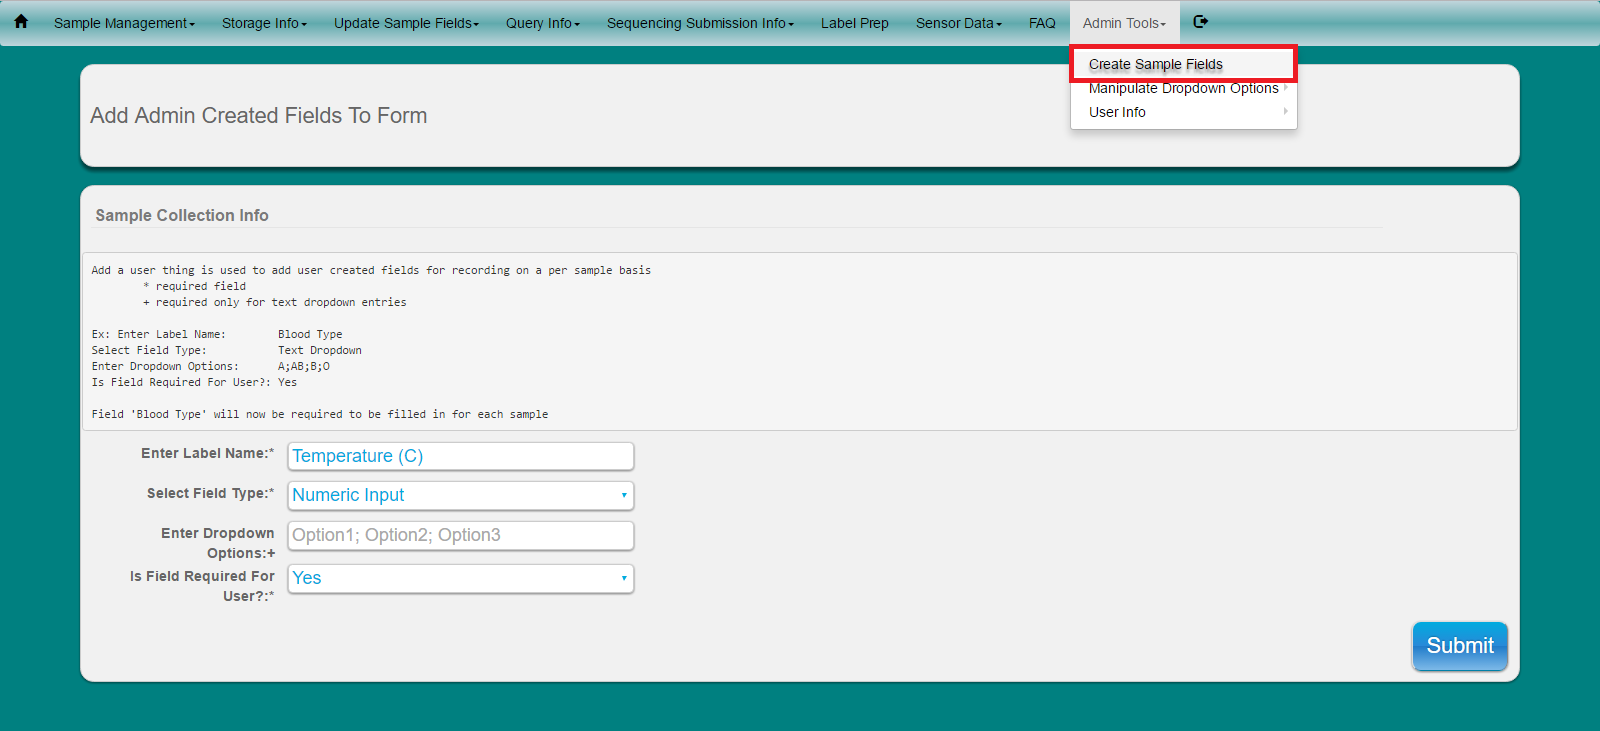 Sample Management Storage Info Update Sample Fields Query Info Sequencing Submission Info Label Prep Sensor Data FAQ Admin Tools
Create Sample Fields
Manipulate Dropdown Options
User Info
Add Admin Created Fields To Form
Sample Collection Info
Add a user thing is used to add user created fields for recording on a per sample basis
* required field
+ required only for text dropdown entries
Ex: Enter Label Name: Blood Type
Select Field Type: Text Dropdown
Enter Dropdown Options: A;AB;B;O
Is Field Required For User?: Yes
Field 'Blood Type' will now be required to be filled in for each sample
Enter Label Name:* Temperature (C)
Select Field Type:* Numeric Input
Enter Dropdown Option1; Option2; Option3
Options:+
Is Field Required For Yes
User?:*
Submit